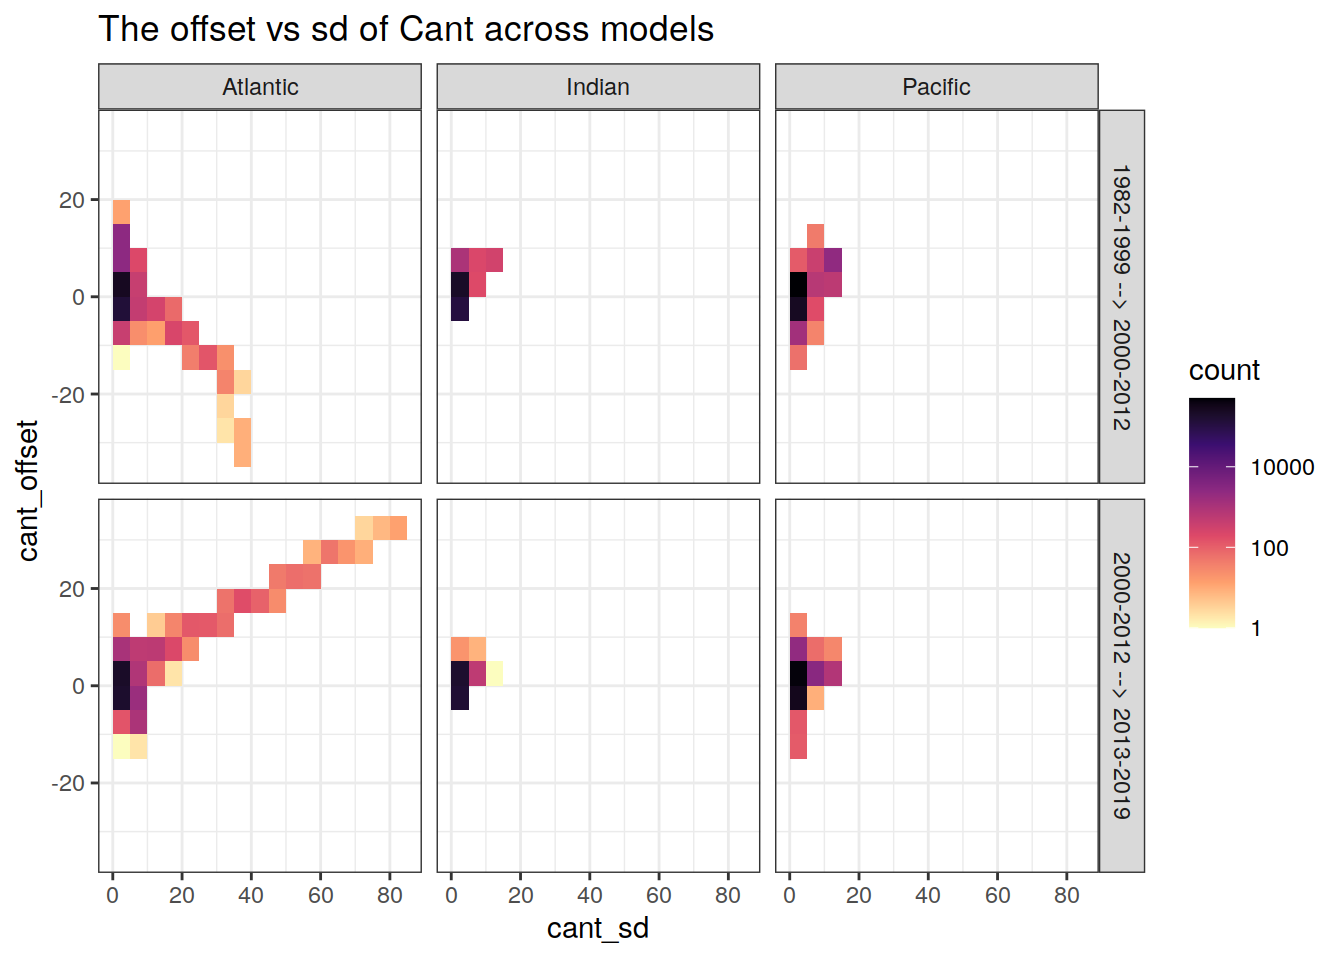 The offset vs sd of Cant across models
Atlantic
Indian
Pacific
1982-1999 --> 2000-2012
2000-2012 --> 2013-2019
20
0
-20
20
0
-20
cant_offset
0 20 40 60 80
0 20 40 60 80
0 20 40 60 80
cant_sd
count
10000
100
1